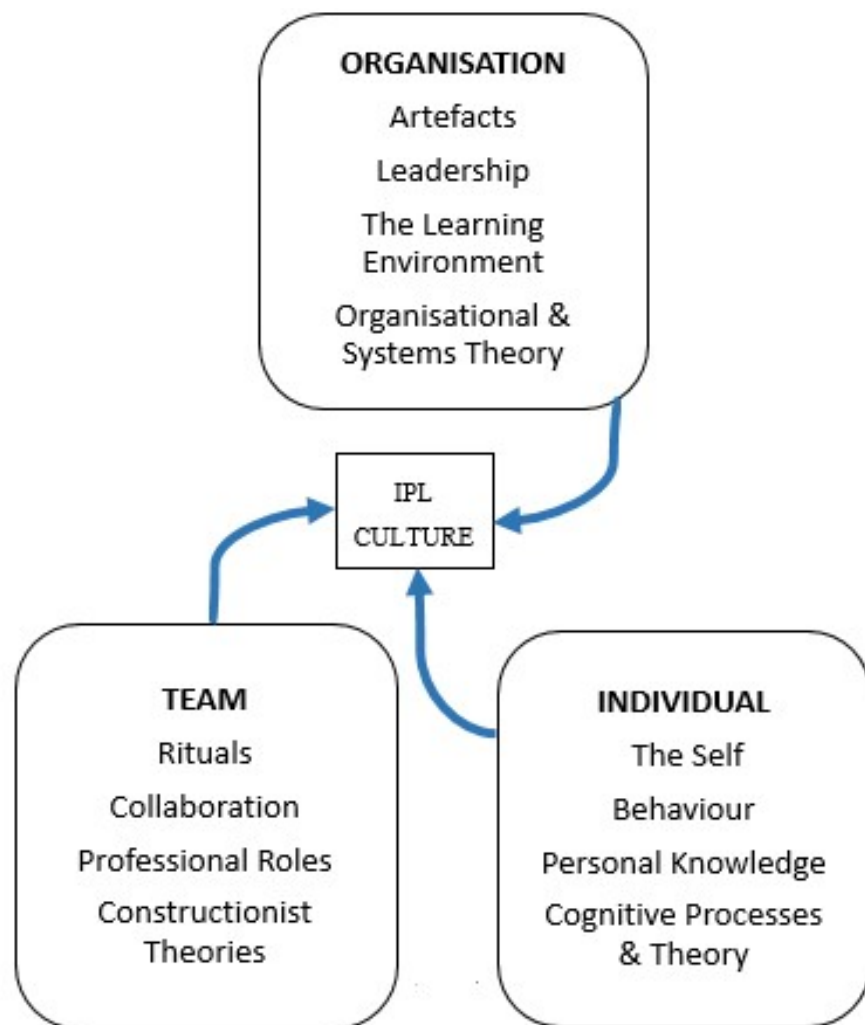 ORGANISATION
Artefacts
Leadership
The Learning
Environment
Organisational &
Systems Theory
IPL
CULTURE
TEAM
Rituals
Collaboration
Professional Roles
Constructionist
Theories
INDIVIDUAL
The Self
Behaviour
Personal Knowledge
Cognitive Processes
& Theory